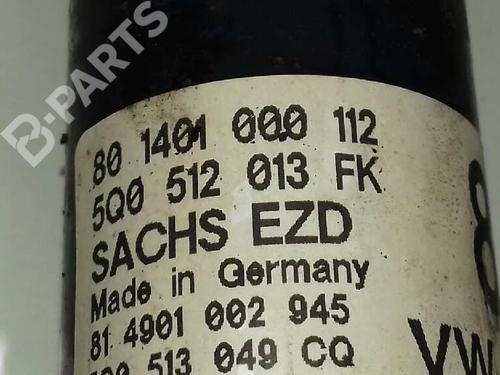 B-PARTS
80 1401 000 112
5Q0 512 013 FK
SACHS EZD
Made in Germany
81 4901 002 945
513 049 CQ
8
VW